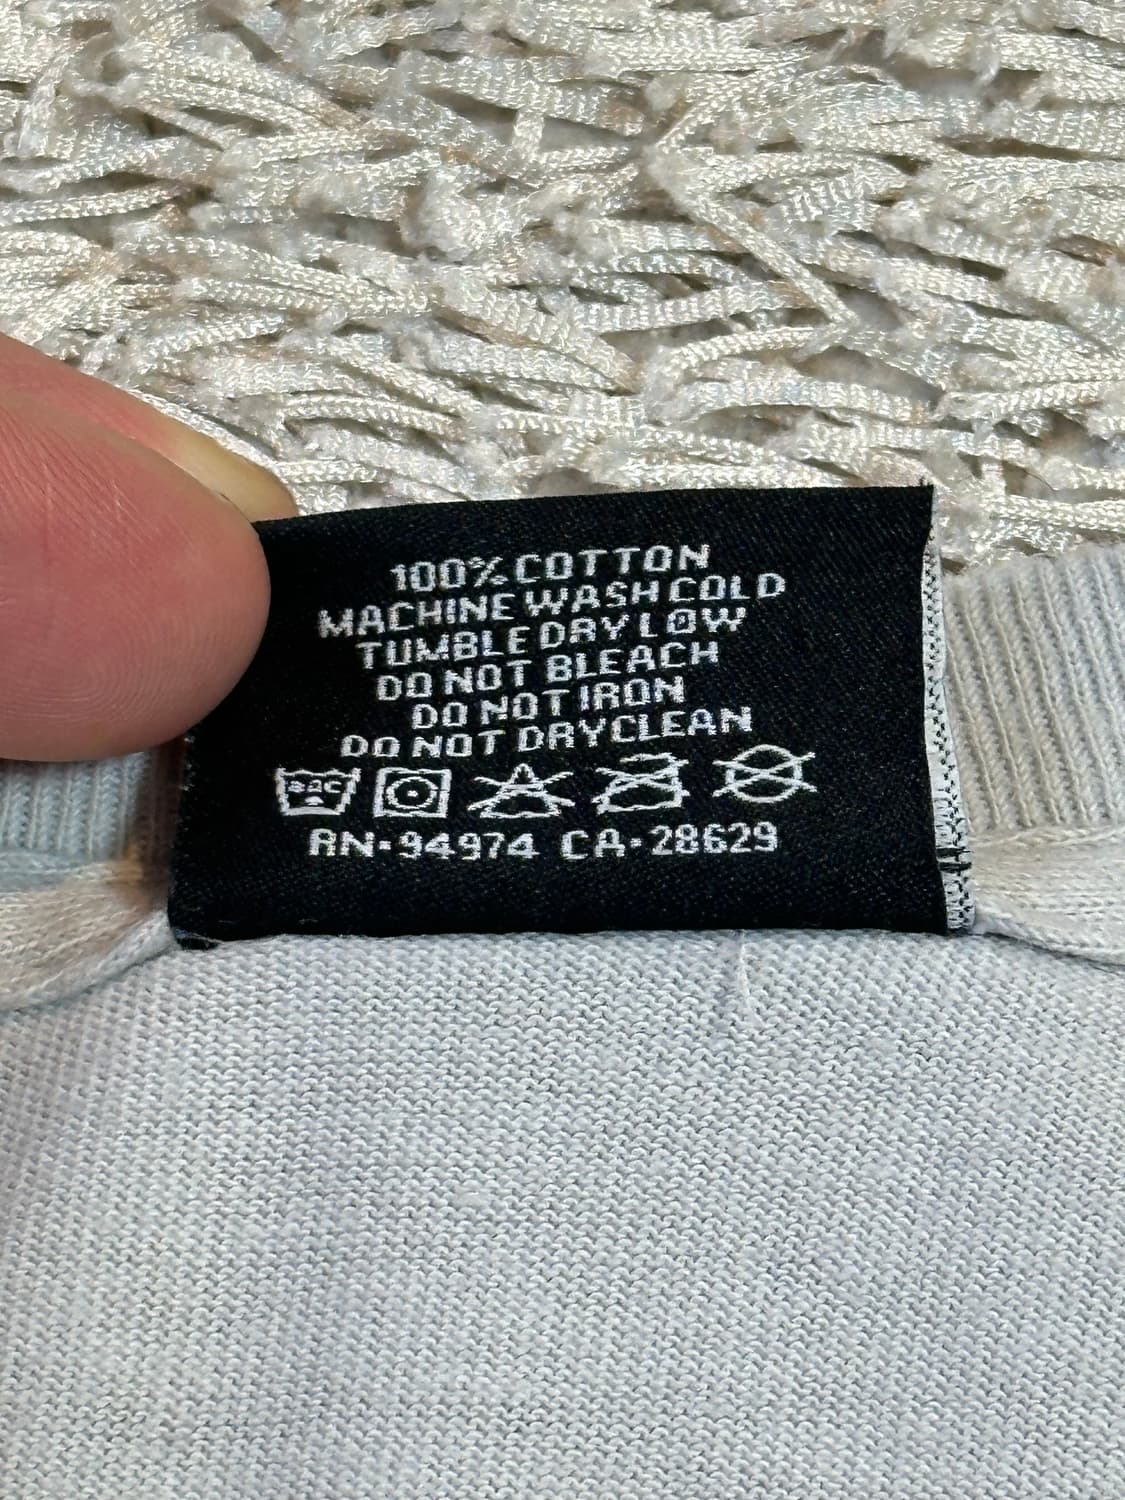 100% COTTON
MACHINE WASH COLD
TUMBLE DRY LOW
DO NOT BLEACH
DO NOT IRON
DO NOT DRYCLEAN
RN•94974 CA•28629